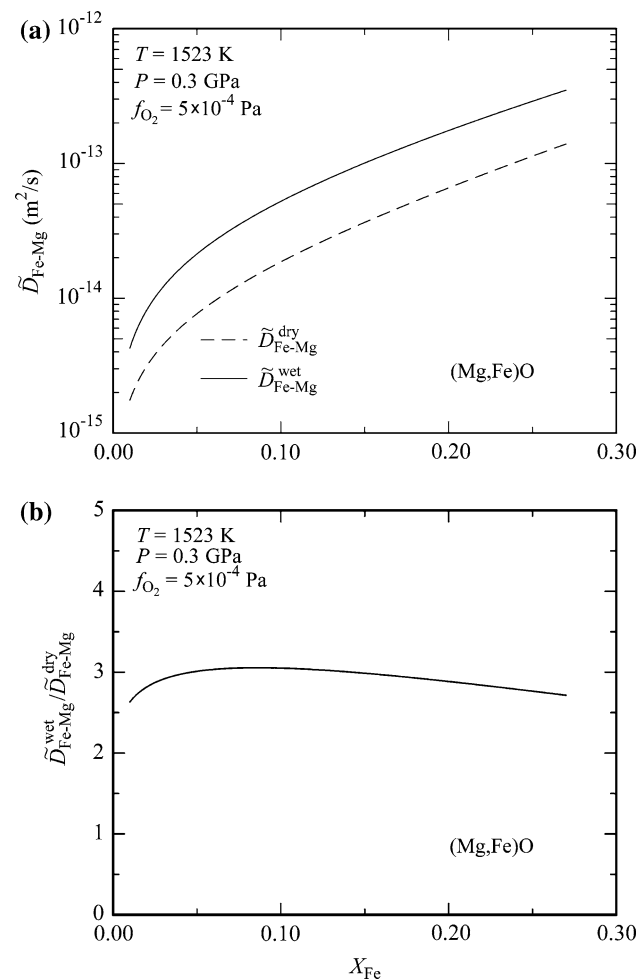 (a)
10⁻¹²
T = 1523 K
P = 0.3 GPa
f_O₂ = 5×10⁻⁴ Pa
10⁻¹³
D̃_Fe-Mg (m²/s)
10⁻¹⁴
D̃_Fe-Mg^dry
D̃_Fe-Mg^wet
(Mg,Fe)O
10⁻¹⁵
0.00 0.10 0.20 0.30
(b)
5
T = 1523 K
P = 0.3 GPa
f_O₂ = 5×10⁻⁴ Pa
4
3
D̃_Fe-Mg^wet/D̃_Fe-Mg^dry
2
1
(Mg,Fe)O
0
0.00 0.10 0.20 0.30
X_Fe